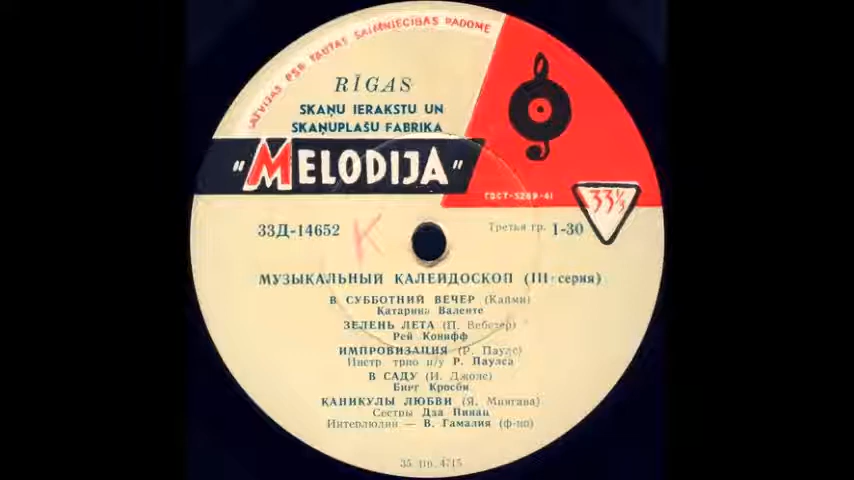 LATVIJAS PSR TAUTAS SAIMNIECĪBAS PADOME
RĪGAS
SKAŅU IERAKSTU UN
SKAŅUPLAŠU FABRIKA
"MELODIJA"
ГОСТ-5289-61
33⅓
33Д-14652
К
Третья гр. 1-30
МУЗЫКАЛЬНЫЙ КАЛЕЙДОСКОП (III серия)
В СУББОТНИЙ ВЕЧЕР (Капми)
Катарина Валенте
ЗЕЛЕНЬ ЛЕТА (П. Вебстер)
Рей Конифф
ИМПРОВИЗАЦИЯ (Р. Паулс)
Инстр трио п/у Р. Паулса
В САДУ (И. Джонс)
Бинг Кросби
КАНИКУЛЫ ЛЮБВИ (Я. Миягава)
Сестры Дза Пинац
Интерлюдии — В. Гамалия (ф-но)